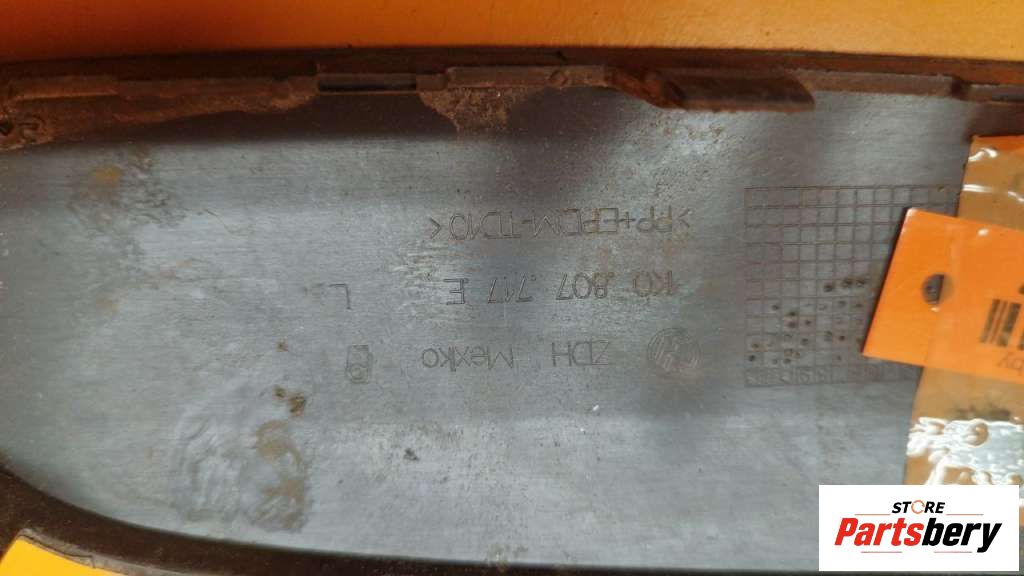 >PP+EPDM-TD10<
1K0 .807 .717 E L
ZDH Mexiko
STORE
Partsbery